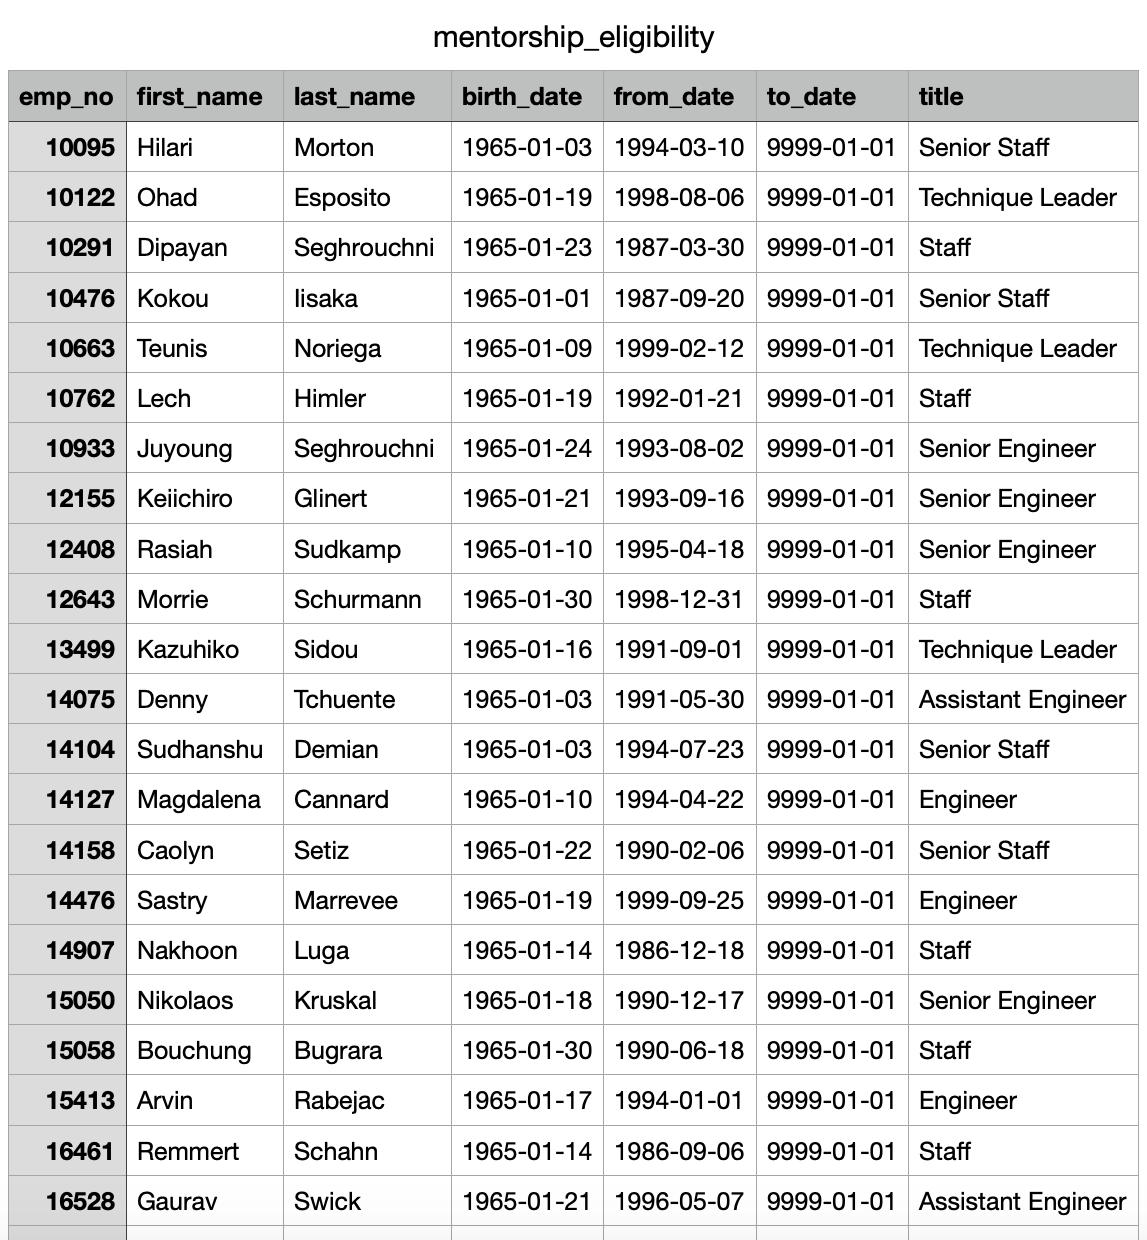 mentorship_eligibility
emp_no first_name last_name birth_date from_date to_date title
10095 Hilari Morton 1965-01-03 1994-03-10 9999-01-01 Senior Staff
10122 Ohad Esposito 1965-01-19 1998-08-06 9999-01-01 Technique Leader
10291 Dipayan Seghrouchni 1965-01-23 1987-03-30 9999-01-01 Staff
10476 Kokou Iisaka 1965-01-01 1987-09-20 9999-01-01 Senior Staff
10663 Teunis Noriega 1965-01-09 1999-02-12 9999-01-01 Technique Leader
10762 Lech Himler 1965-01-19 1992-01-21 9999-01-01 Staff
10933 Juyoung Seghrouchni 1965-01-24 1993-08-02 9999-01-01 Senior Engineer
12155 Keiichiro Glinert 1965-01-21 1993-09-16 9999-01-01 Senior Engineer
12408 Rasiah Sudkamp 1965-01-10 1995-04-18 9999-01-01 Senior Engineer
12643 Morrie Schurmann 1965-01-30 1998-12-31 9999-01-01 Staff
13499 Kazuhiko Sidou 1965-01-16 1991-09-01 9999-01-01 Technique Leader
14075 Denny Tchuente 1965-01-03 1991-05-30 9999-01-01 Assistant Engineer
14104 Sudhanshu Demian 1965-01-03 1994-07-23 9999-01-01 Senior Staff
14127 Magdalena Cannard 1965-01-10 1994-04-22 9999-01-01 Engineer
14158 Caolyn Setiz 1965-01-22 1990-02-06 9999-01-01 Senior Staff
14476 Sastry Marrevee 1965-01-19 1999-09-25 9999-01-01 Engineer
14907 Nakhoon Luga 1965-01-14 1986-12-18 9999-01-01 Staff
15050 Nikolaos Kruskal 1965-01-18 1990-12-17 9999-01-01 Senior Engineer
15058 Bouchung Bugrara 1965-01-30 1990-06-18 9999-01-01 Staff
15413 Arvin Rabejac 1965-01-17 1994-01-01 9999-01-01 Engineer
16461 Remmert Schahn 1965-01-14 1986-09-06 9999-01-01 Staff
16528 Gaurav Swick 1965-01-21 1996-05-07 9999-01-01 Assistant Engineer